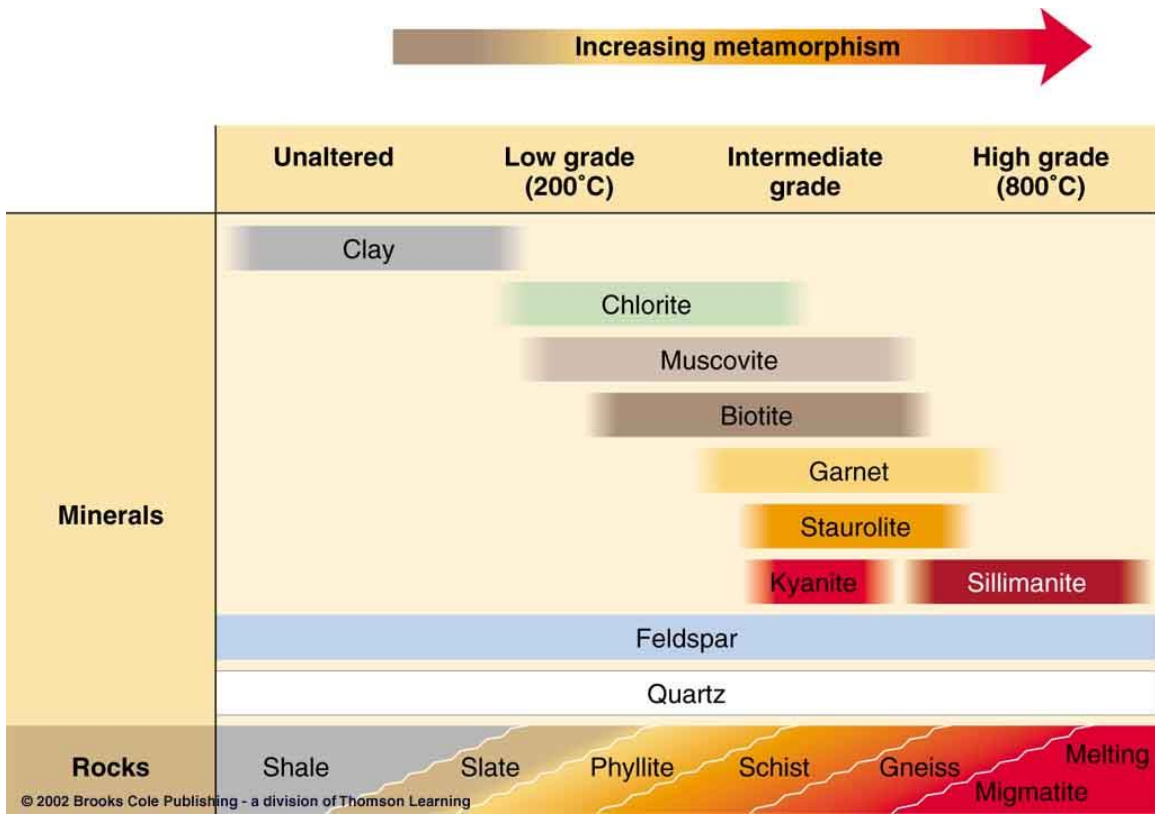 Increasing metamorphism
Unaltered
Low grade
(200˚C)
Intermediate
grade
High grade
(800˚C)
Clay
Chlorite
Muscovite
Biotite
Garnet
Minerals
Staurolite
Kyanite
Sillimanite
Feldspar
Quartz
Rocks
Shale
Slate
Phyllite
Schist
Gneiss
Melting
Migmatite
© 2002 Brooks Cole Publishing - a division of Thomson Learning